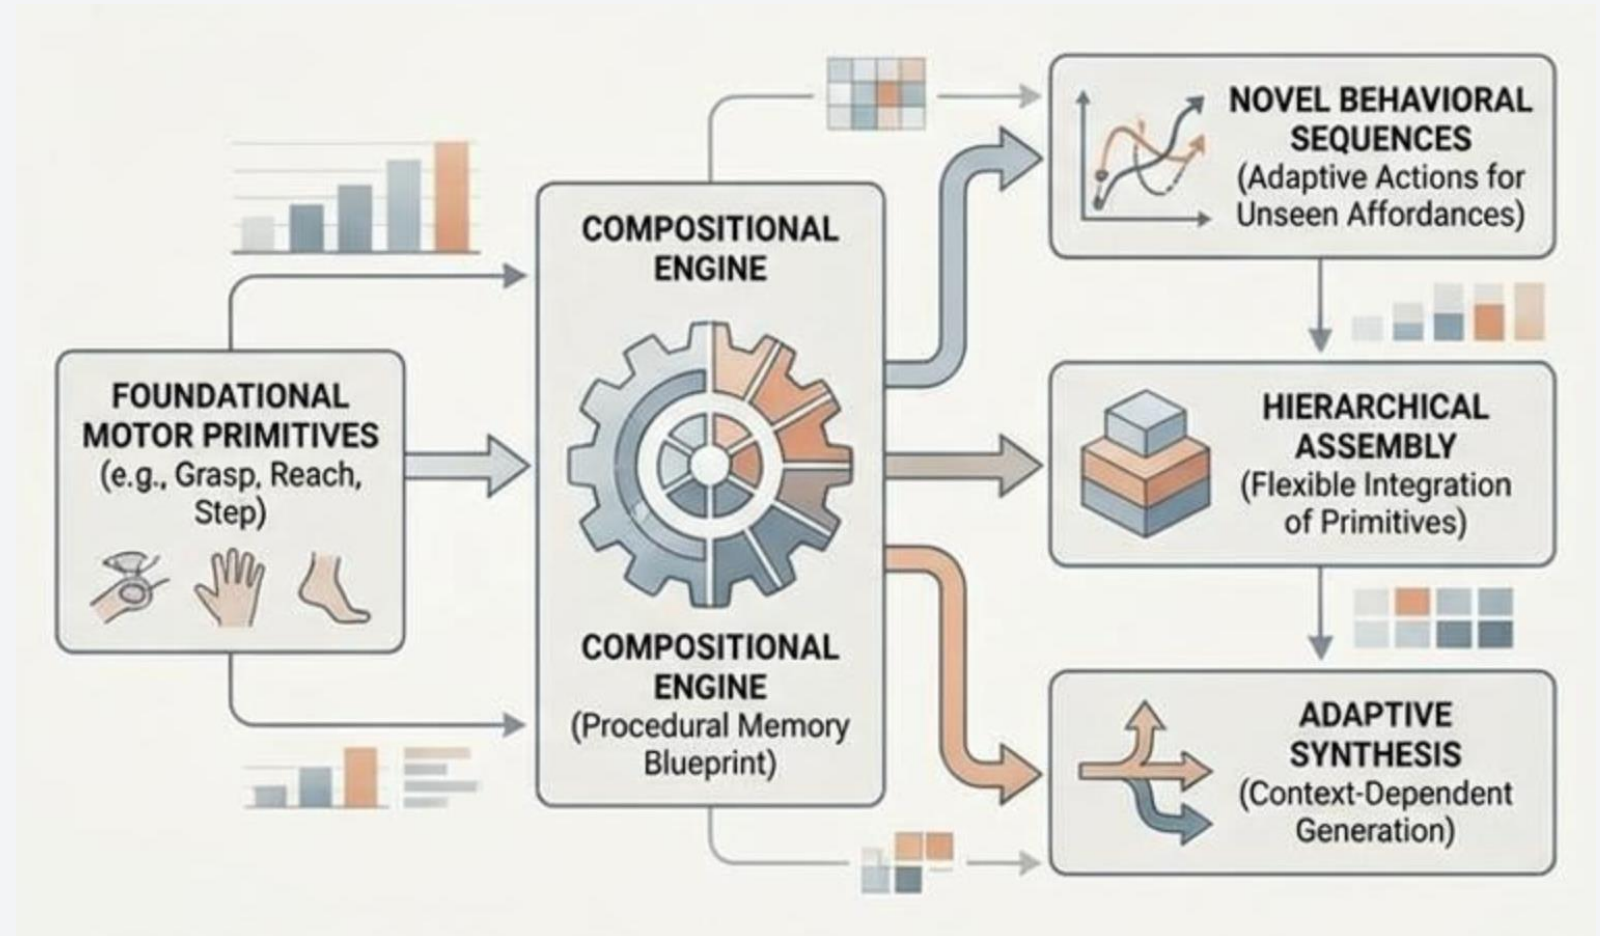 FOUNDATIONAL
MOTOR PRIMITIVES
(e.g., Grasp, Reach,
Step)
COMPOSITIONAL
ENGINE
COMPOSITIONAL
ENGINE
(Procedural Memory
Blueprint)
NOVEL BEHAVIORAL
SEQUENCES
(Adaptive Actions for
Unseen Affordances)
HIERARCHICAL
ASSEMBLY
(Flexible Integration
of Primitives)
ADAPTIVE
SYNTHESIS
(Context-Dependent
Generation)